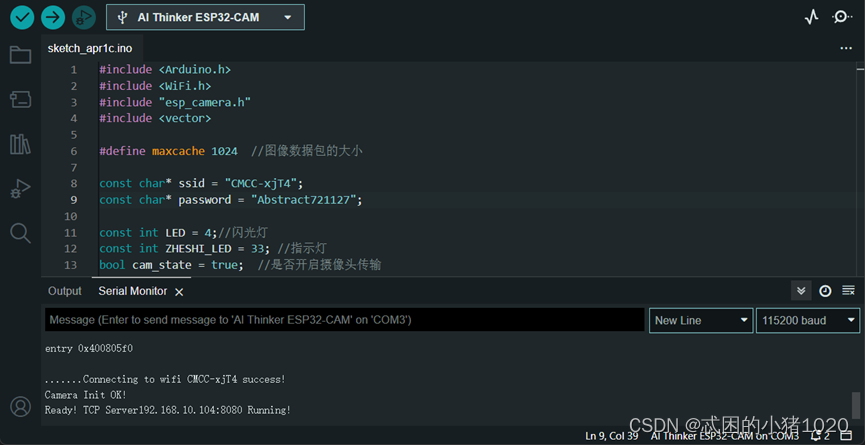 AI Thinker ESP32-CAM
sketch_apr1c.ino
1 #include <Arduino.h>
2 #include <WiFi.h>
3 #include "esp_camera.h"
4 #include <vector>
5
6 #define maxcache 1024 //图像数据包的大小
7
8 const char* ssid = "CMCC-xjT4";
9 const char* password = "Abstract721127";
10
11 const int LED = 4;//闪光灯
12 const int ZHESHI_LED = 33; //指示灯
13 bool cam_state = true; //是否开启摄像头传输
Output Serial Monitor
Message (Enter to send message to 'AI Thinker ESP32-CAM' on 'COM3') New Line 115200 baud
entry 0x400805f0
.......Connecting to wifi CMCC-xjT4 success!
Camera Init OK!
Ready! TCP Server192.168.10.104:8080 Running!
CSDN @忒困的小猪1020
Ln 9, Col 39 AI Thinker ESP32-CAM on COM3 2